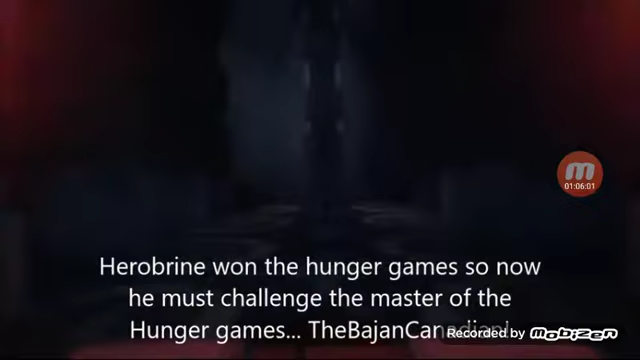 01:06:01
Herobrine won the hunger games so now
he must challenge the master of the
Hunger games... TheBajanCanadian!
Recorded by mobizen